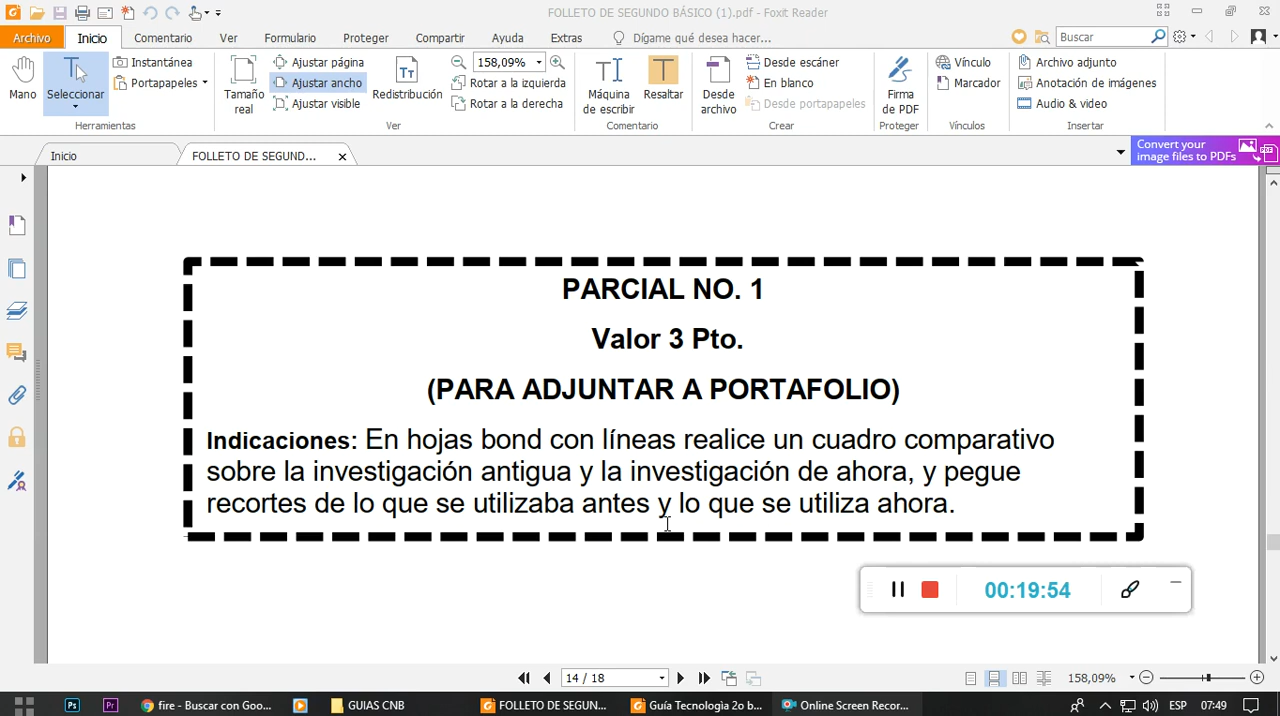 FOLLETO DE SEGUNDO BÁSICO (1).pdf - Foxit Reader
Archivo Inicio Comentario Ver Formulario Proteger Compartir Ayuda Extras Dígame qué desea hacer... Buscar
Mano
Seleccionar
Instantánea
Portapapeles
Herramientas
Tamaño real
Ajustar página
Ajustar ancho
Ajustar visible
Redistribución
158,09%
Rotar a la izquierda
Rotar a la derecha
Ver
Máquina de escribir
Resaltar
Comentario
Desde archivo
Desde escáner
En blanco
Desde portapapeles
Crear
Firma de PDF
Proteger
Vínculo
Marcador
Vínculos
Archivo adjunto
Anotación de imágenes
Audio & video
Insertar
Inicio
FOLLETO DE SEGUND...
Convert your
image files to PDFs
PARCIAL NO. 1
Valor 3 Pto.
(PARA ADJUNTAR A PORTAFOLIO)
Indicaciones: En hojas bond con líneas realice un cuadro comparativo
sobre la investigación antigua y la investigación de ahora, y pegue
recortes de lo que se utilizaba antes y lo que se utiliza ahora.
00:19:54
14 / 18
158,09%
Ps Pr fire - Buscar con Goo... GUIAS CNB FOLLETO DE SEGUN... Guía Tecnología 2o b... Online Screen Recor... ESP 07:49